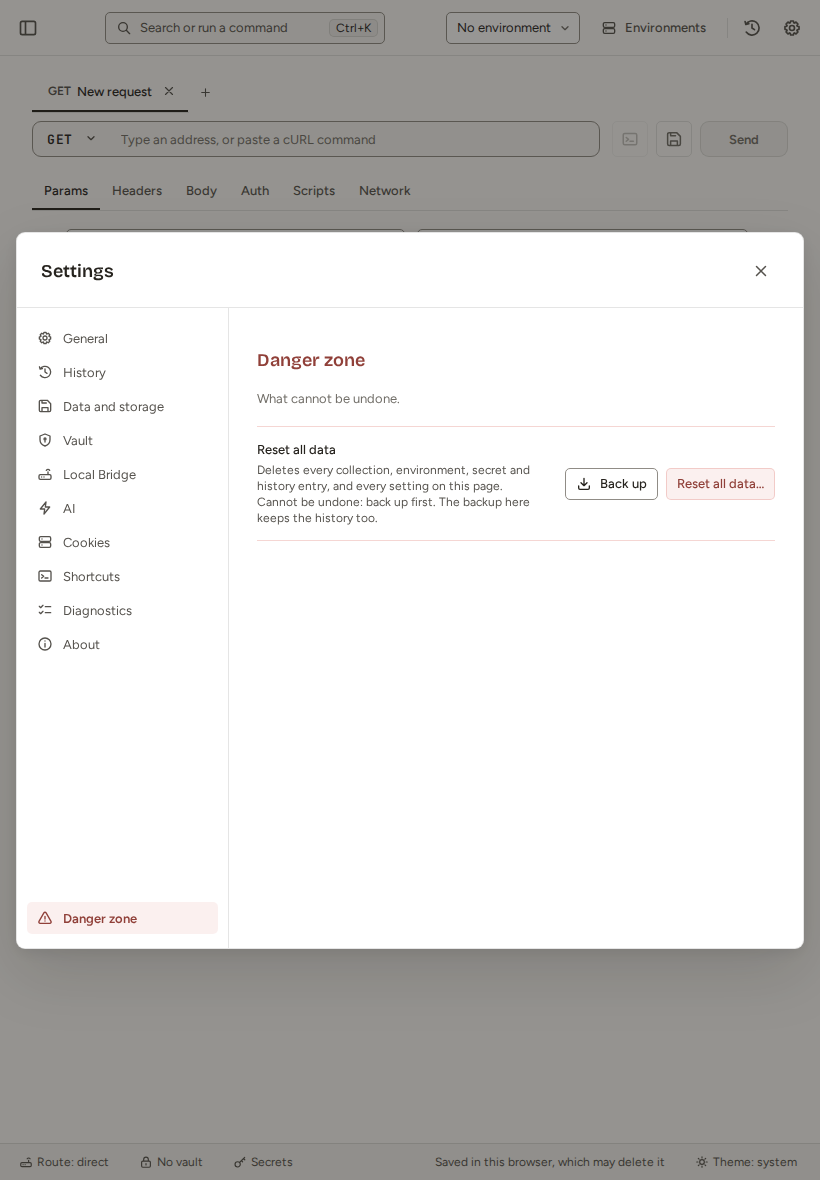 Search or run a command
Ctrl+K
No environment
Environments
GET New request
GET
Type an address, or paste a cURL command
Send
Params
Headers
Body
Auth
Scripts
Network
Settings
General
History
Data and storage
Vault
Local Bridge
AI
Cookies
Shortcuts
Diagnostics
About
Danger zone
Danger zone
What cannot be undone.
Reset all data
Deletes every collection, environment, secret and
history entry, and every setting on this page.
Cannot be undone: back up first. The backup here
keeps the history too.
Back up
Reset all data...
Route: direct
No vault
Secrets
Saved in this browser, which may delete it
Theme: system